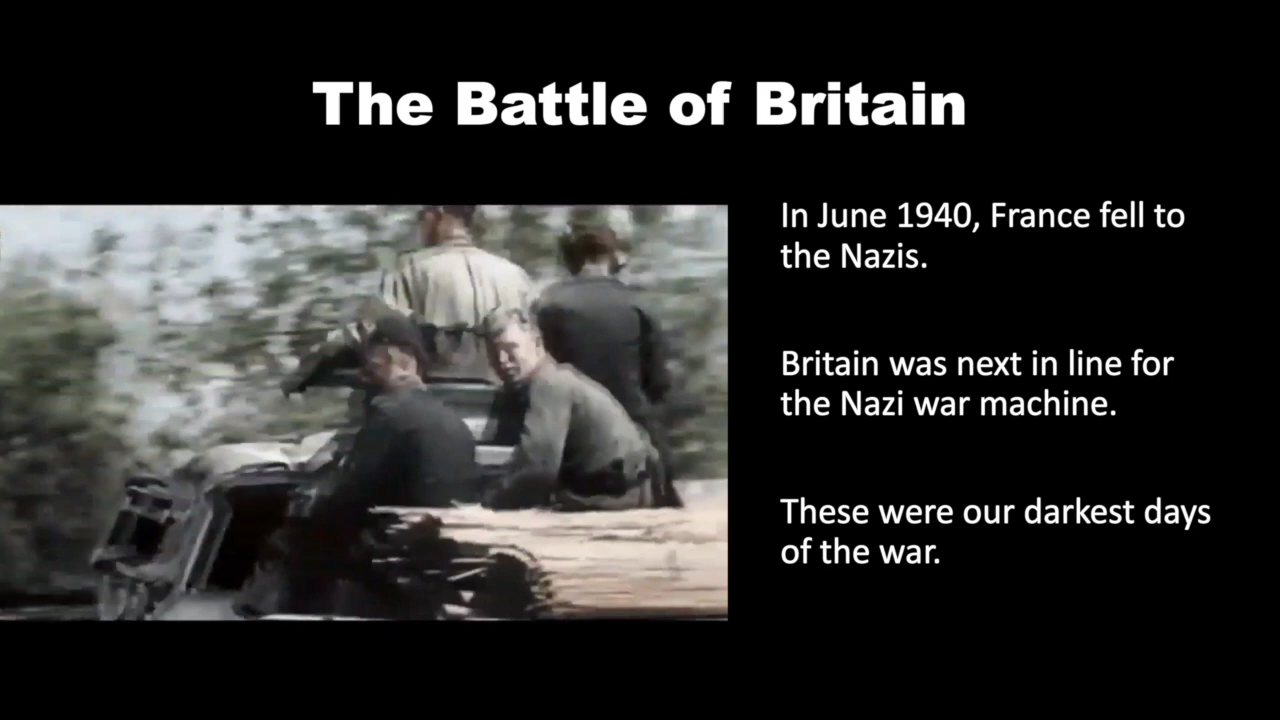 The Battle of Britain
In June 1940, France fell to
the Nazis.
Britain was next in line for
the Nazi war machine.
These were our darkest days
of the war.